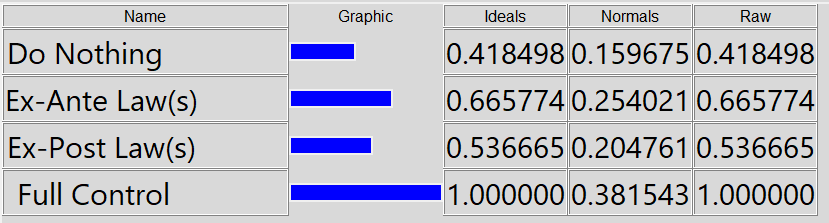 Name Graphic Ideals Normals Raw
Do Nothing 0.418498 0.159675 0.418498
Ex-Ante Law(s) 0.665774 0.254021 0.665774
Ex-Post Law(s) 0.536665 0.204761 0.536665
Full Control 1.000000 0.381543 1.000000